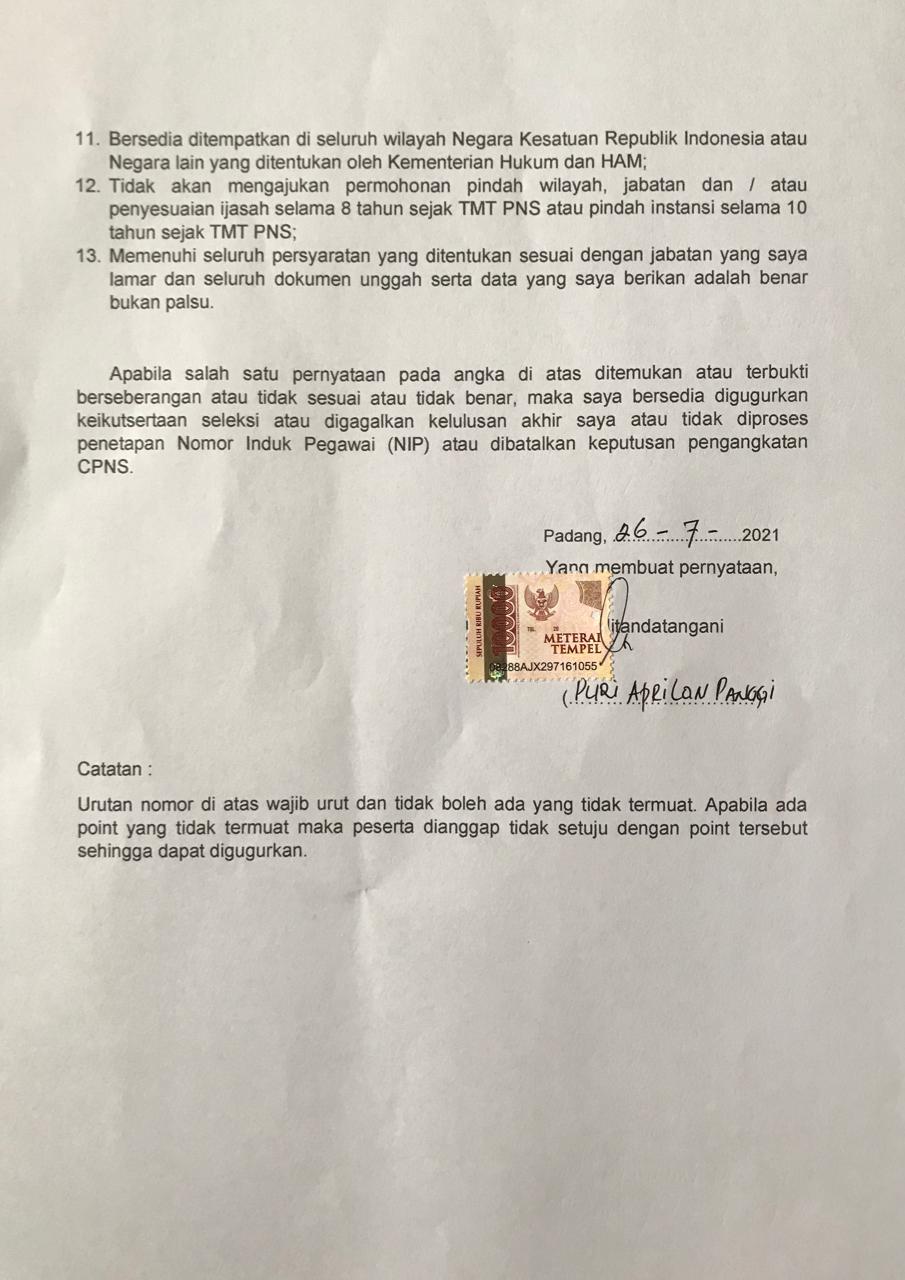 11. Bersedia ditempatkan di seluruh wilayah Negara Kesatuan Republik Indonesia atau
Negara lain yang ditentukan oleh Kementerian Hukum dan HAM;
12. Tidak akan mengajukan permohonan pindah wilayah, jabatan dan / atau
penyesuaian ijasah selama 8 tahun sejak TMT PNS atau pindah instansi selama 10
tahun sejak TMT PNS;
13. Memenuhi seluruh persyaratan yang ditentukan sesuai dengan jabatan yang saya
lamar dan seluruh dokumen unggah serta data yang saya berikan adalah benar
bukan palsu.
Apabila salah satu pernyataan pada angka di atas ditemukan atau terbukti
berseberangan atau tidak sesuai atau tidak benar, maka saya bersedia digugurkan
keikutsertaan seleksi atau digagalkan kelulusan akhir saya atau tidak diproses
penetapan Nomor Induk Pegawai (NIP) atau dibatalkan keputusan pengangkatan
CPNS.
Padang, 26 - 7 - 2021
Yang membuat pernyataan,
SEPULUH RIBU RUPIAH
10000
TGL. 20
METERAI
TEMPEL
itandatangani
(PURI APRILAN PANGGI
Catatan :
Urutan nomor di atas wajib urut dan tidak boleh ada yang tidak termuat. Apabila ada
point yang tidak termuat maka peserta dianggap tidak setuju dengan point tersebut
sehingga dapat digugurkan.